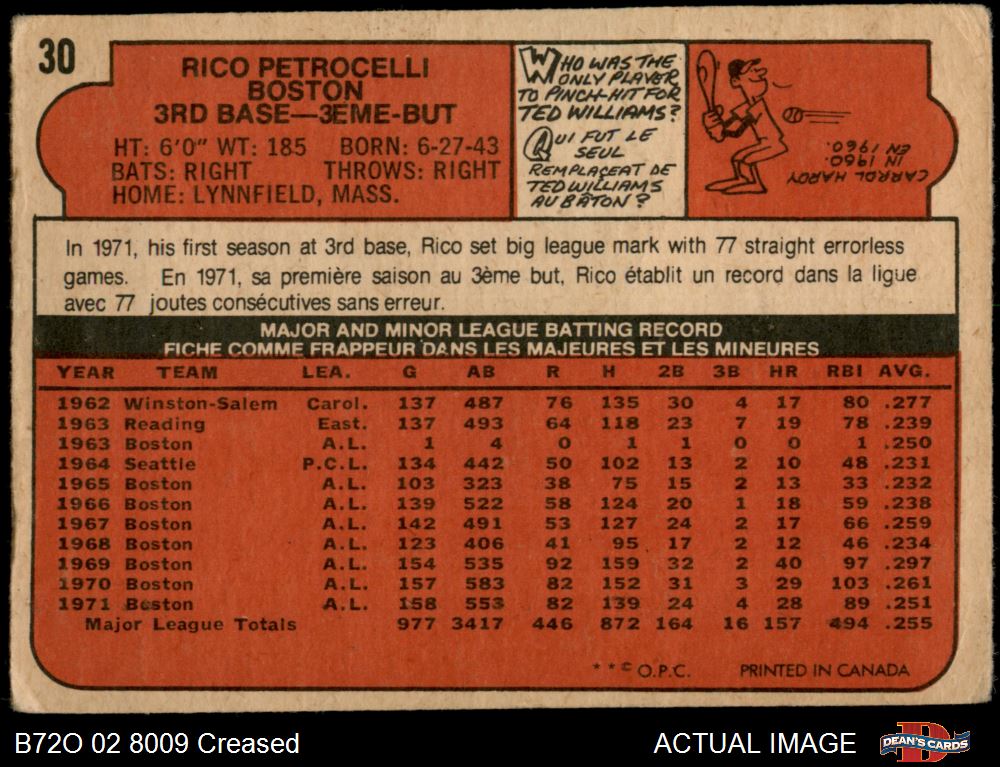 30
RICO PETROCELLI
BOSTON
3RD BASE—3EME-BUT
HT: 6'0" WT: 185 BORN: 6-27-43
BATS: RIGHT THROWS: RIGHT
HOME: LYNNFIELD, MASS.
WHO WAS THE
ONLY PLAYER
TO PINCH-HIT FOR
TED WILLIAMS?
QUI FUT LE
SEUL
REMPLAÇEAT DE
TED WILLIAMS
AU BÂTON?
CARROL HARDY
IN 1960.
EN 1960.
In 1971, his first season at 3rd base, Rico set big league mark with 77 straight errorless
games. En 1971, sa première saison au 3ème but, Rico établit un record dans la ligue
avec 77 joutes consécutives sans erreur.
MAJOR AND MINOR LEAGUE BATTING RECORD
FICHE COMME FRAPPEUR DANS LES MAJEURES ET LES MINEURES
YEAR TEAM LEA. G AB R H 2B 3B HR RBI AVG.
1962 Winston-Salem Carol. 137 487 76 135 30 4 17 80 .277
1963 Reading East. 137 493 64 118 23 7 19 78 .239
1963 Boston A.L. 1 4 0 1 1 0 0 1 .250
1964 Seattle P.C.L. 134 442 50 102 13 2 10 48 .231
1965 Boston A.L. 103 323 38 75 15 2 13 33 .232
1966 Boston A.L. 139 522 58 124 20 1 18 59 .238
1967 Boston A.L. 142 491 53 127 24 2 17 66 .259
1968 Boston A.L. 123 406 41 95 17 2 12 46 .234
1969 Boston A.L. 154 535 92 159 32 2 40 97 .297
1970 Boston A.L. 157 583 82 152 31 3 29 103 .261
1971 Boston A.L. 158 553 82 139 24 4 28 89 .251
Major League Totals 977 3417 446 872 164 16 157 494 .255
* * © O.P.C. PRINTED IN CANADA
B72O 02 8009 Creased
ACTUAL IMAGE
D
DEAN'S CARDS